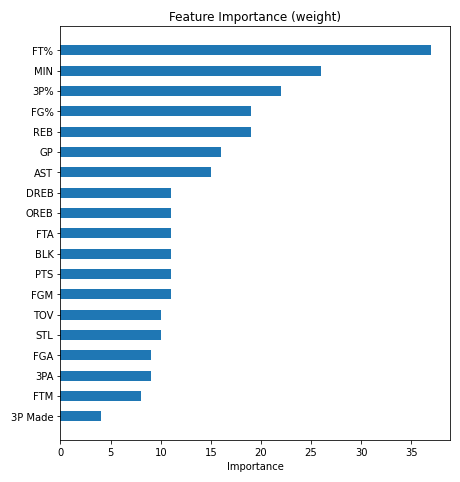 Feature Importance (weight)
FT%
MIN
3P%
FG%
REB
GP
AST
DREB
OREB
FTA
BLK
PTS
FGM
TOV
STL
FGA
3PA
FTM
3P Made
0 5 10 15 20 25 30 35
Importance